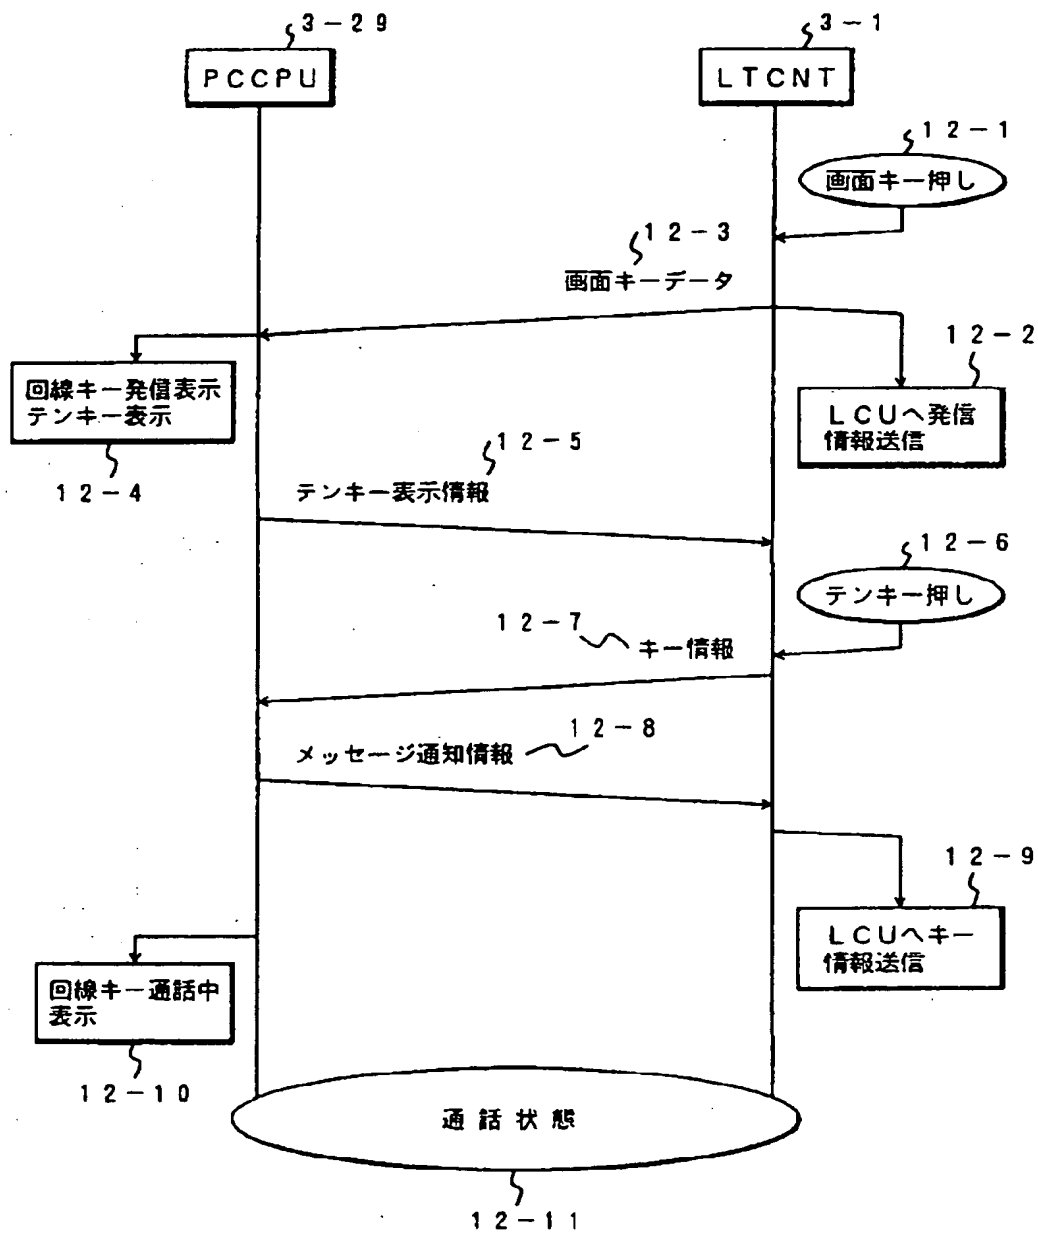 3-29
3-1
PCCPU
LTCNT
12-1
画面キー押し
12-3
画面キーデータ
12-2
回線キー発信表示
テンキー表示
LCUへ発信
情報送信
12-4
12-5
テンキー表示情報
12-6
テンキー押し
12-7
キー情報
12-8
メッセージ通知情報
12-9
LCUへキー
情報送信
回線キー通話中
表示
12-10
通話状態
12-11